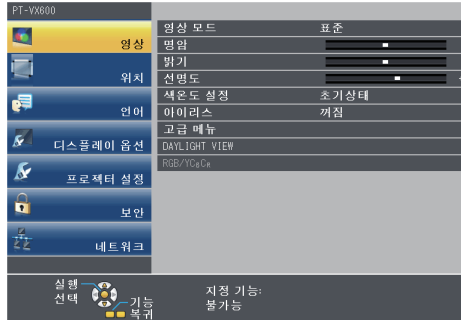 PT-VX600
영상
위치
언어
디스플레이 옵션
프로젝터 설정
보안
네트워크
영상 모드 표준
명암
밝기
선명도
색온도 설정 초기상태
아이리스 꺼짐
고급 메뉴
DAYLIGHT VIEW
RGB/YCBCR
실행
선택
기능
복귀
지정 기능:
불가능